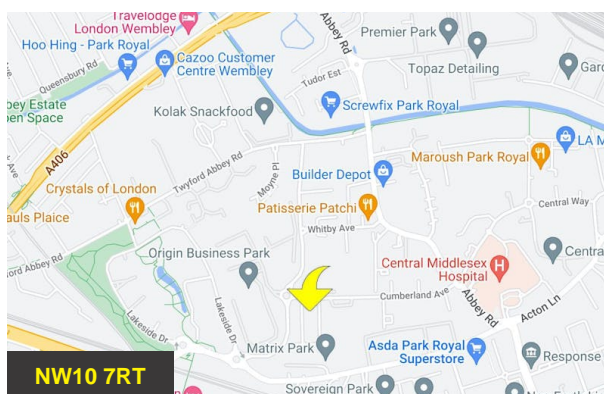 Travelodge
London Wembley
Hoo Hing - Park Royal
Queensbury Rd
Cazoo Customer
Centre Wembley
Abbey Rd
Premier Park
Topaz Detailing
Gard
Tudor Est
Screwfix Park Royal
bey Estate
pen Space
Kolak Snackfood
A406
Twyford Abbey Rd
Moyne Pl
Builder Depot
Maroush Park Royal
LA M
Crystals of London
auls Plaice
Patisserie Patchi
Whitby Ave
Central Way
Central Middlesex
Hospital
Centra
Origin Business Park
ford Abbey Rd
Cumberland Ave
Abbey Rd
Acton Ln
Lakeside Dr
Lakeside Dr
Matrix Park
Asda Park Royal
Superstore
Response
NW10 7RT
Sovereign Park